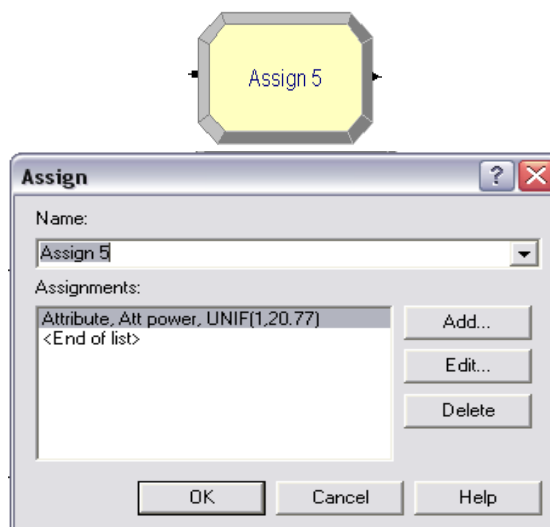 Assign 5
Assign
Name:
Assign 5
Assignments:
Attribute, Att power, UNIF(1,20.77)
<End of list>
Add...
Edit...
Delete
OK
Cancel
Help